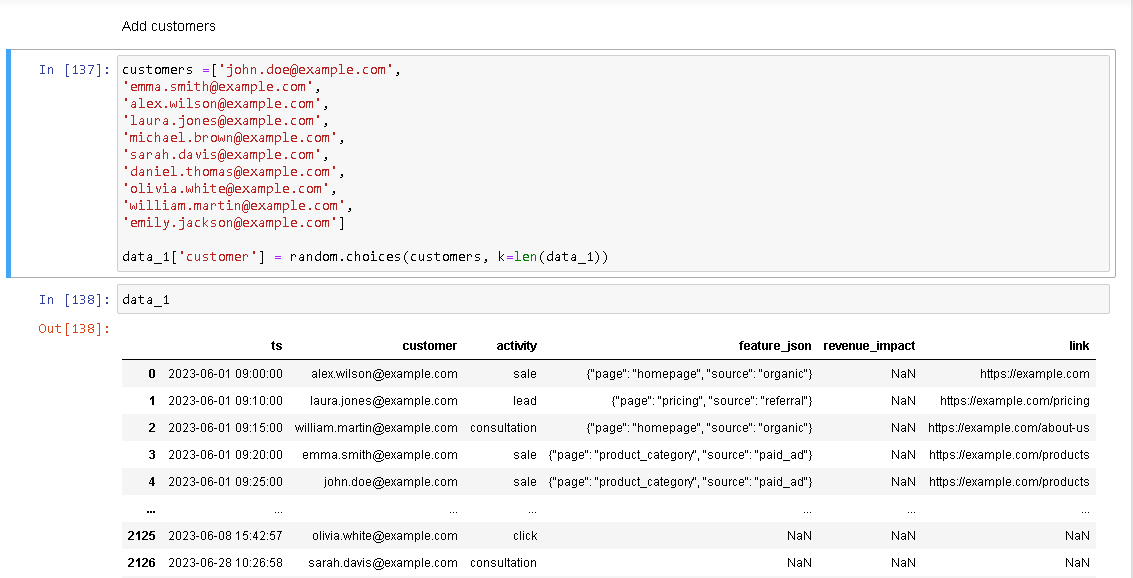 Add customers
In [137]: customers =['john.doe@example.com',
'emma.smith@example.com',
'alex.wilson@example.com',
'laura.jones@example.com',
'michael.brown@example.com',
'sarah.davis@example.com',
'daniel.thomas@example.com',
'olivia.white@example.com',
'william.martin@example.com',
'emily.jackson@example.com']
data_1['customer'] = random.choices(customers, k=len(data_1))
In [138]: data_1
Out[138]:
ts customer activity feature_json revenue_impact link
0 2023-06-01 09:00:00 alex.wilson@example.com sale {"page": "homepage", "source": "organic"} NaN https://example.com
1 2023-06-01 09:10:00 laura.jones@example.com lead {"page": "pricing", "source": "referral"} NaN https://example.com/pricing
2 2023-06-01 09:15:00 william.martin@example.com consultation {"page": "homepage", "source": "organic"} NaN https://example.com/about-us
3 2023-06-01 09:20:00 emma.smith@example.com sale {"page": "product_category", "source": "paid_ad"} NaN https://example.com/products
4 2023-06-01 09:25:00 john.doe@example.com sale {"page": "product_category", "source": "paid_ad"} NaN https://example.com/products
... ... ... ... ... ... ...
2125 2023-06-08 15:42:57 olivia.white@example.com click NaN NaN NaN
2126 2023-06-28 10:26:58 sarah.davis@example.com consultation NaN NaN NaN